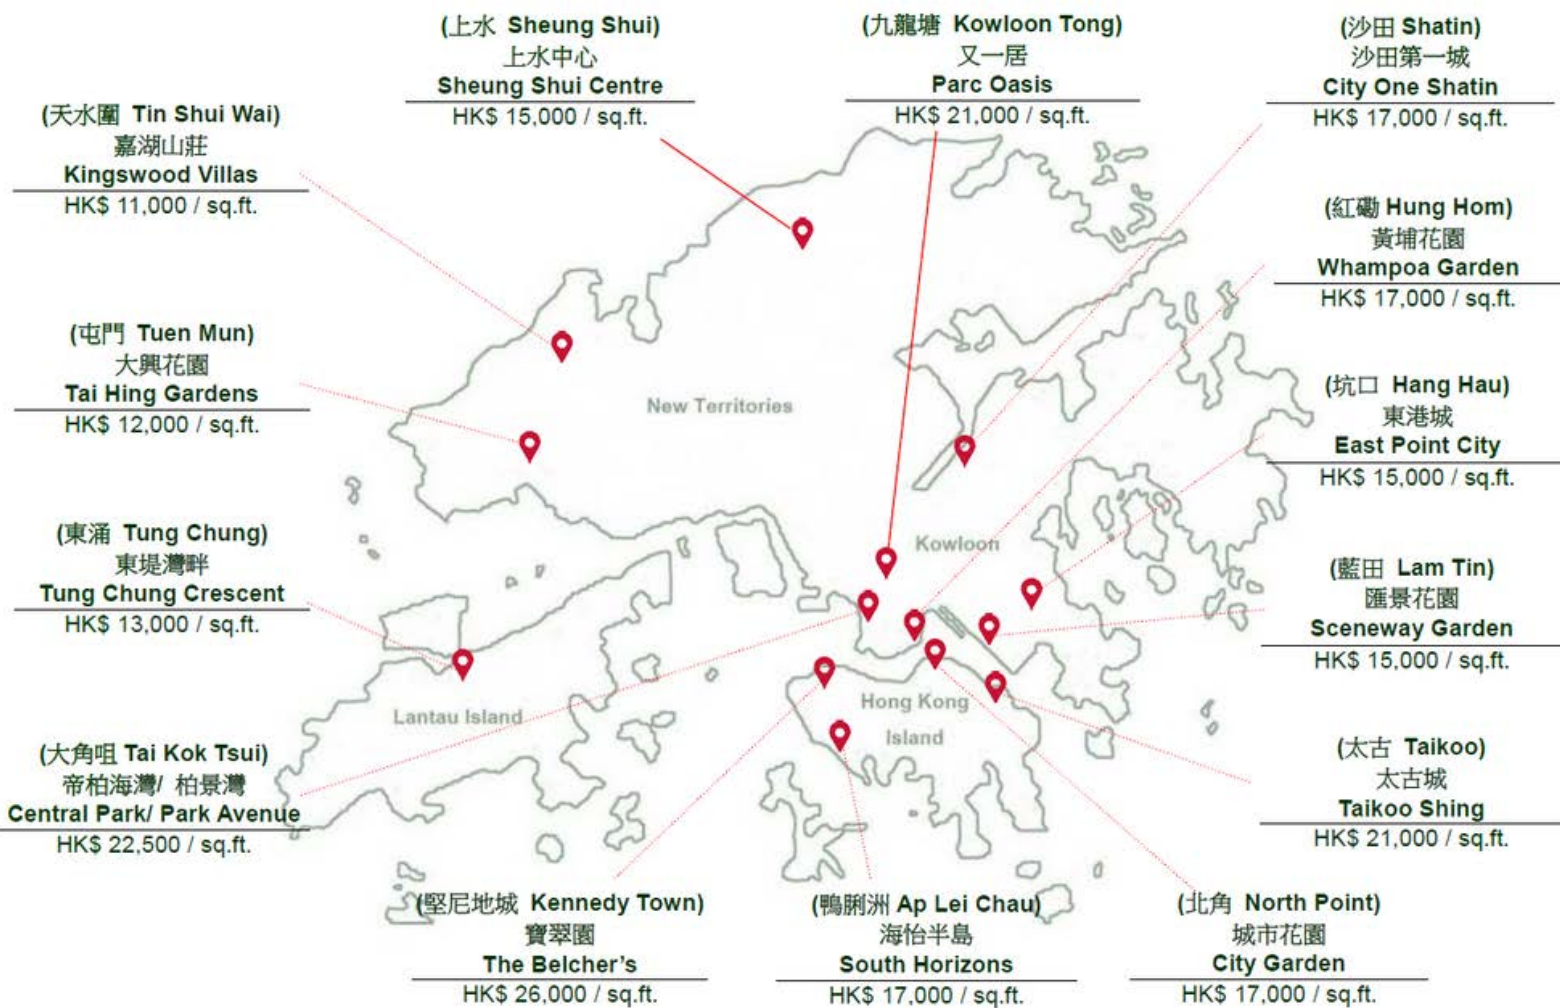 (上水 Sheung Shui)
上水中心
Sheung Shui Centre
HK$ 15,000 / sq.ft.
(九龍塘 Kowloon Tong)
又一居
Parc Oasis
HK$ 21,000 / sq.ft.
(沙田 Shatin)
沙田第一城
City One Shatin
HK$ 17,000 / sq.ft.
(天水圍 Tin Shui Wai)
嘉湖山莊
Kingswood Villas
HK$ 11,000 / sq.ft.
(紅磡 Hung Hom)
黃埔花園
Whampoa Garden
HK$ 17,000 / sq.ft.
(屯門 Tuen Mun)
大興花園
Tai Hing Gardens
HK$ 12,000 / sq.ft.
New Territories
(坑口 Hang Hau)
東港城
East Point City
HK$ 15,000 / sq.ft.
(東涌 Tung Chung)
東堤灣畔
Tung Chung Crescent
HK$ 13,000 / sq.ft.
Kowloon
(藍田 Lam Tin)
匯景花園
Sceneway Garden
HK$ 15,000 / sq.ft.
Lantau Island
Hong Kong
Island
(大角咀 Tai Kok Tsui)
帝柏海灣/ 柏景灣
Central Park/ Park Avenue
HK$ 22,500 / sq.ft.
(太古 Taikoo)
太古城
Taikoo Shing
HK$ 21,000 / sq.ft.
(堅尼地城 Kennedy Town)
寶翠園
The Belcher's
HK$ 26,000 / sq.ft.
(鴨脷洲 Ap Lei Chau)
海怡半島
South Horizons
HK$ 17,000 / sq.ft.
(北角 North Point)
城市花園
City Garden
HK$ 17,000 / sq.ft.